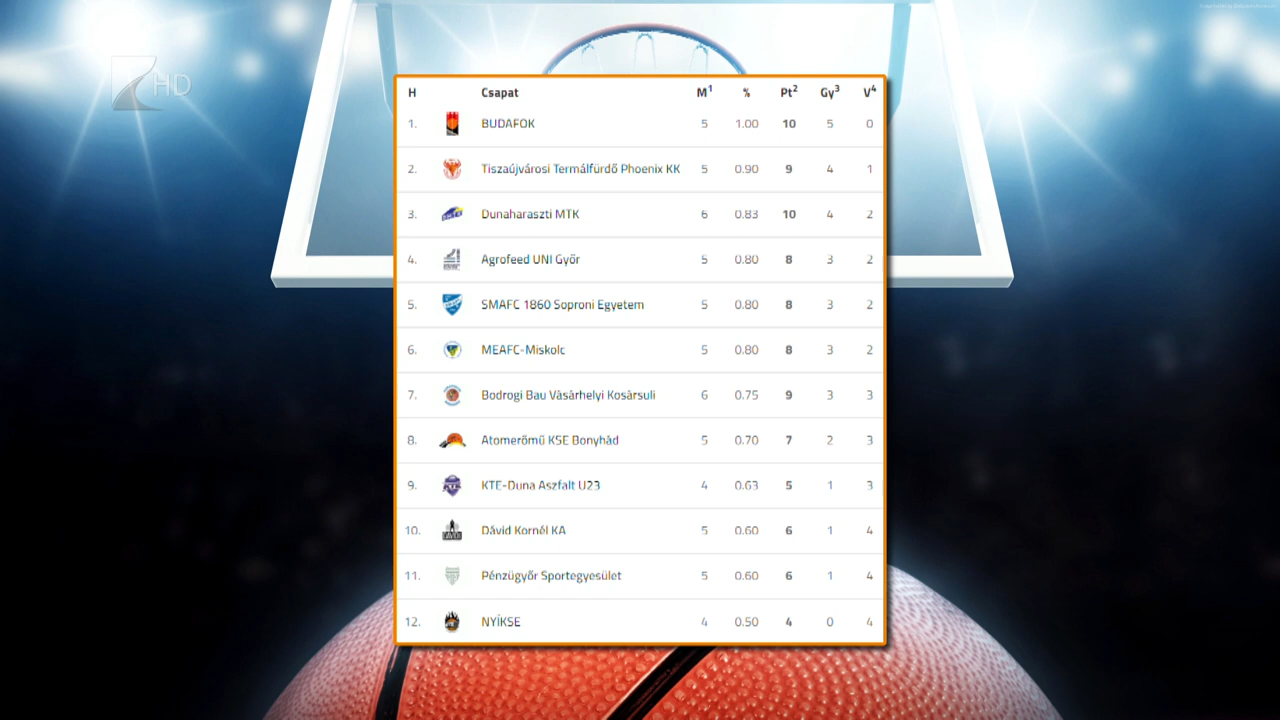 HD
H Csapat M¹ % Pt² Gy³ V⁴
1. BUDAFOK 5 1.00 10 5 0
2. Tiszaújvárosi Termálfürdő Phoenix KK 5 0.90 9 4 1
3. Dunaharaszti MTK 6 0.83 10 4 2
4. Agrofeed UNI Győr 5 0.80 8 3 2
5. SMAFC 1860 Soproni Egyetem 5 0.80 8 3 2
6. MEAFC-Miskolc 5 0.80 8 3 2
7. Bodrogi Bau Vàsàrhelyi Kosàrsuli 6 0.75 9 3 3
8. Atomerőmű KSE Bonyhád 5 0.70 7 2 3
9. KTE-Duna Aszfalt U23 4 0.63 5 1 3
10. Dávid Kornél KA 5 0.60 6 1 4
11. Pénzügyőr Sportegyesület 5 0.60 6 1 4
12. NYÍKSE 4 0.50 4 0 4